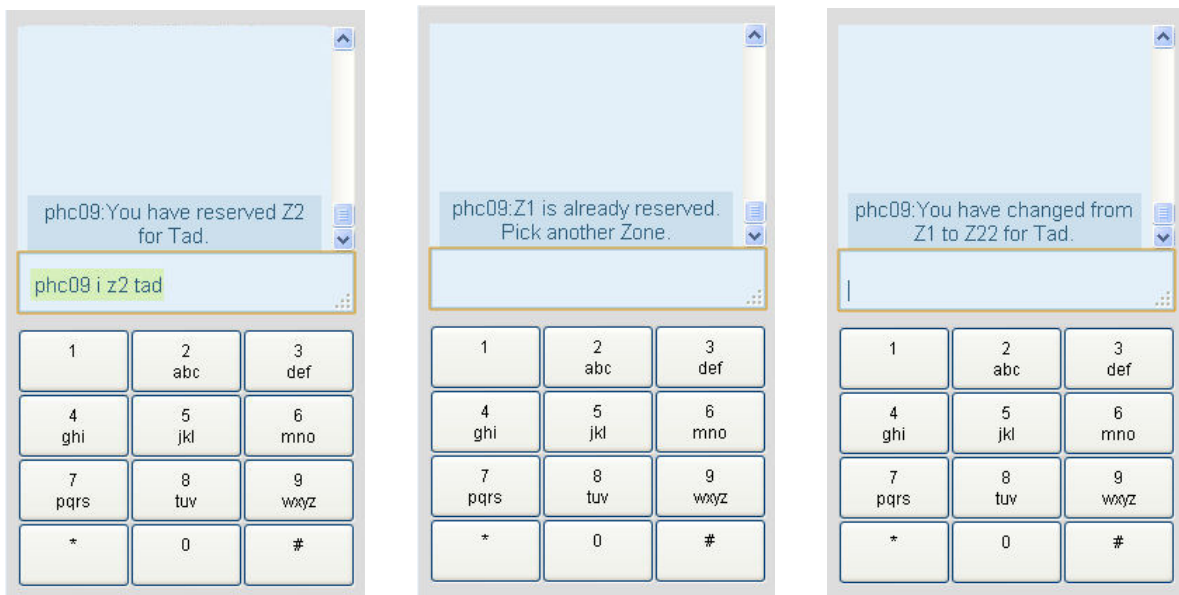 phc09:You have reserved Z2
for Tad.
phc09 i z2 tad
1
2
3
abc
def
4
5
6
ghi
jkl
mno
7
8
9
pqrs
tuv
wxyz
*
0
#
phc09:Z1 is already reserved.
Pick another Zone.
1
2
3
abc
def
4
5
6
ghi
jkl
mno
7
8
9
pqrs
tuv
wxyz
*
0
#
phc09:You have changed from
Z1 to Z22 for Tad.
1
2
3
abc
def
4
5
6
ghi
jkl
mno
7
8
9
pqrs
tuv
wxyz
*
0
#